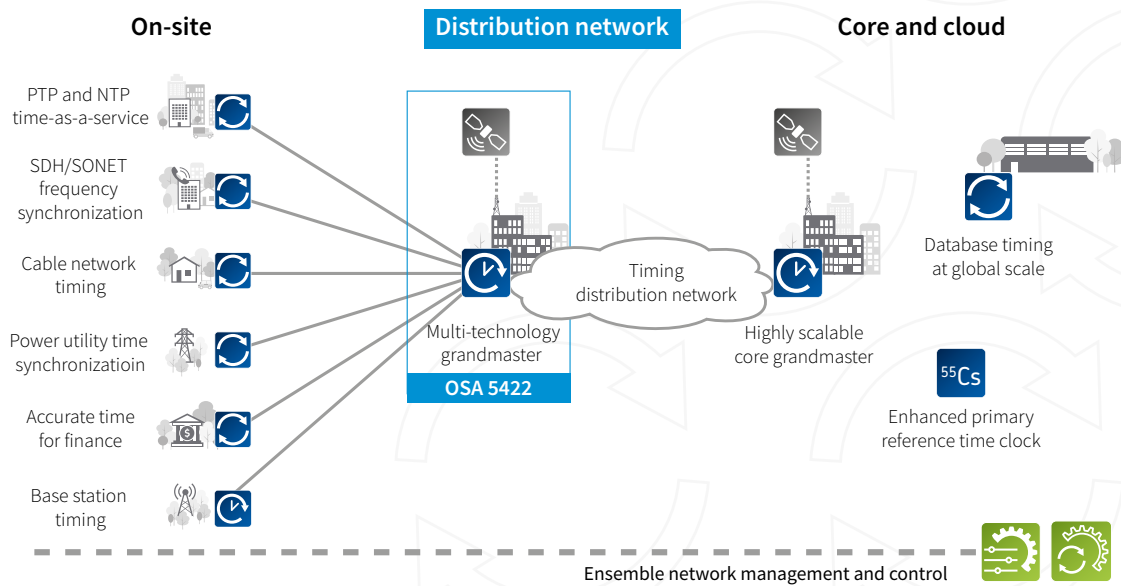 On-site
Distribution network
Core and cloud
PTP and NTP
time-as-a-service
SDH/SONET
frequency
synchronization
Cable network
timing
Power utility time
synchronizatioin
Accurate time
for finance
$
Base station
timing
Multi-technology
grandmaster
OSA 5422
Timing
distribution network
Highly scalable
core grandmaster
Database timing
at global scale
⁵⁵Cs
Enhanced primary
reference time clock
Ensemble network management and control